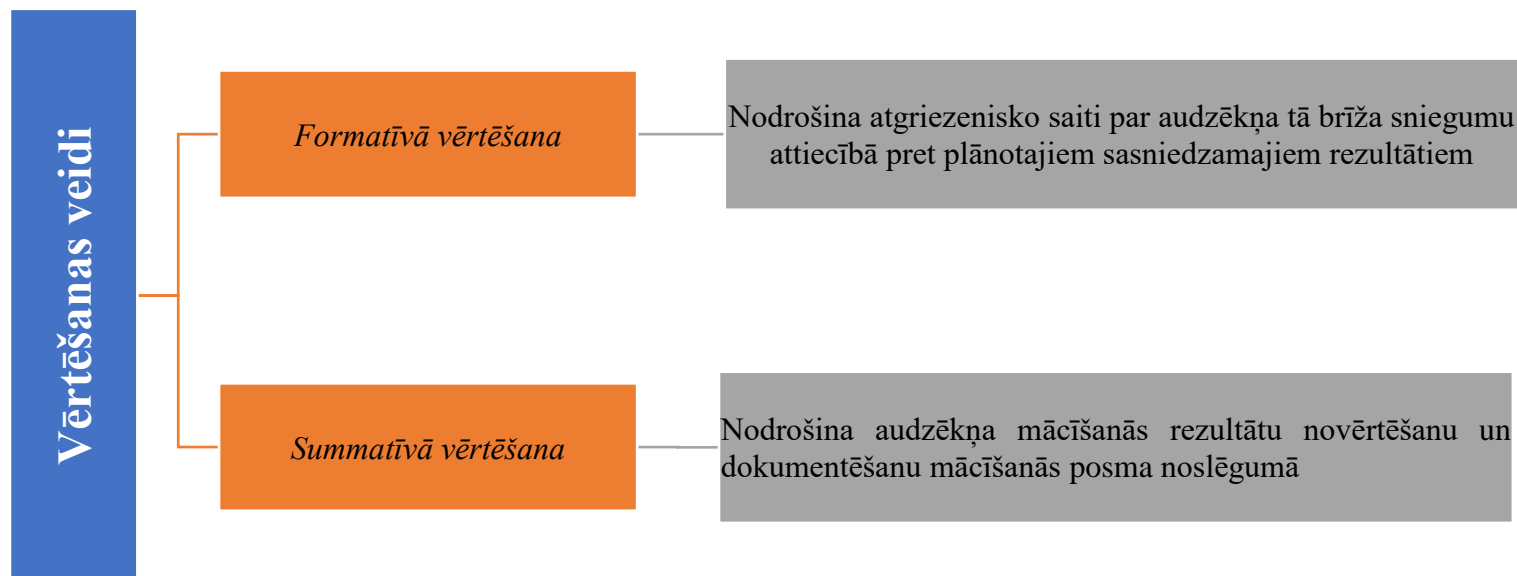 Vērtēšanas veidi
Formatīvā vērtēšana
Nodrošina atgriezenisko saiti par audzēkņa tā brīža sniegumu
attiecībā pret plānotajiem sasniedzamajiem rezultātiem
Summatīvā vērtēšana
Nodrošina audzēkņa mācīšanās rezultātu novērtēšanu un
dokumentēšanu mācīšanās posma noslēgumā